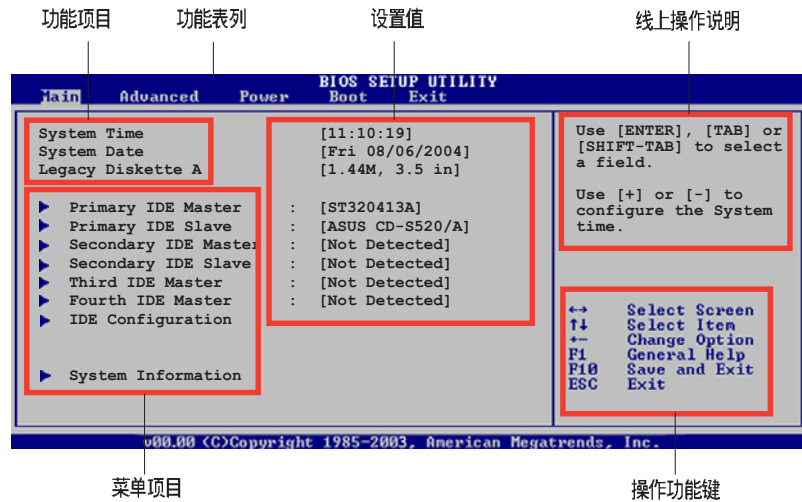 功能项目 功能表列 设置值 线上操作说明
BIOS SETUP UTILITY
Main Advanced Power Boot Exit
System Time [11:10:19]
System Date [Fri 08/06/2004]
Legacy Diskette A [1.44M, 3.5 in]
Primary IDE Master : [ST320413A]
Primary IDE Slave : [ASUS CD-S520/A]
Secondary IDE Master : [Not Detected]
Secondary IDE Slave : [Not Detected]
Third IDE Master : [Not Detected]
Fourth IDE Master : [Not Detected]
IDE Configuration
System Information
Use [ENTER], [TAB] or
[SHIFT-TAB] to select
a field.
Use [+] or [-] to
configure the System
time.
←→ Select Screen
↑↓ Select Item
+- Change Option
F1 General Help
F10 Save and Exit
ESC Exit
v00.00 (C)Copyright 1985-2003, American Megatrends, Inc.
菜单项目 操作功能键